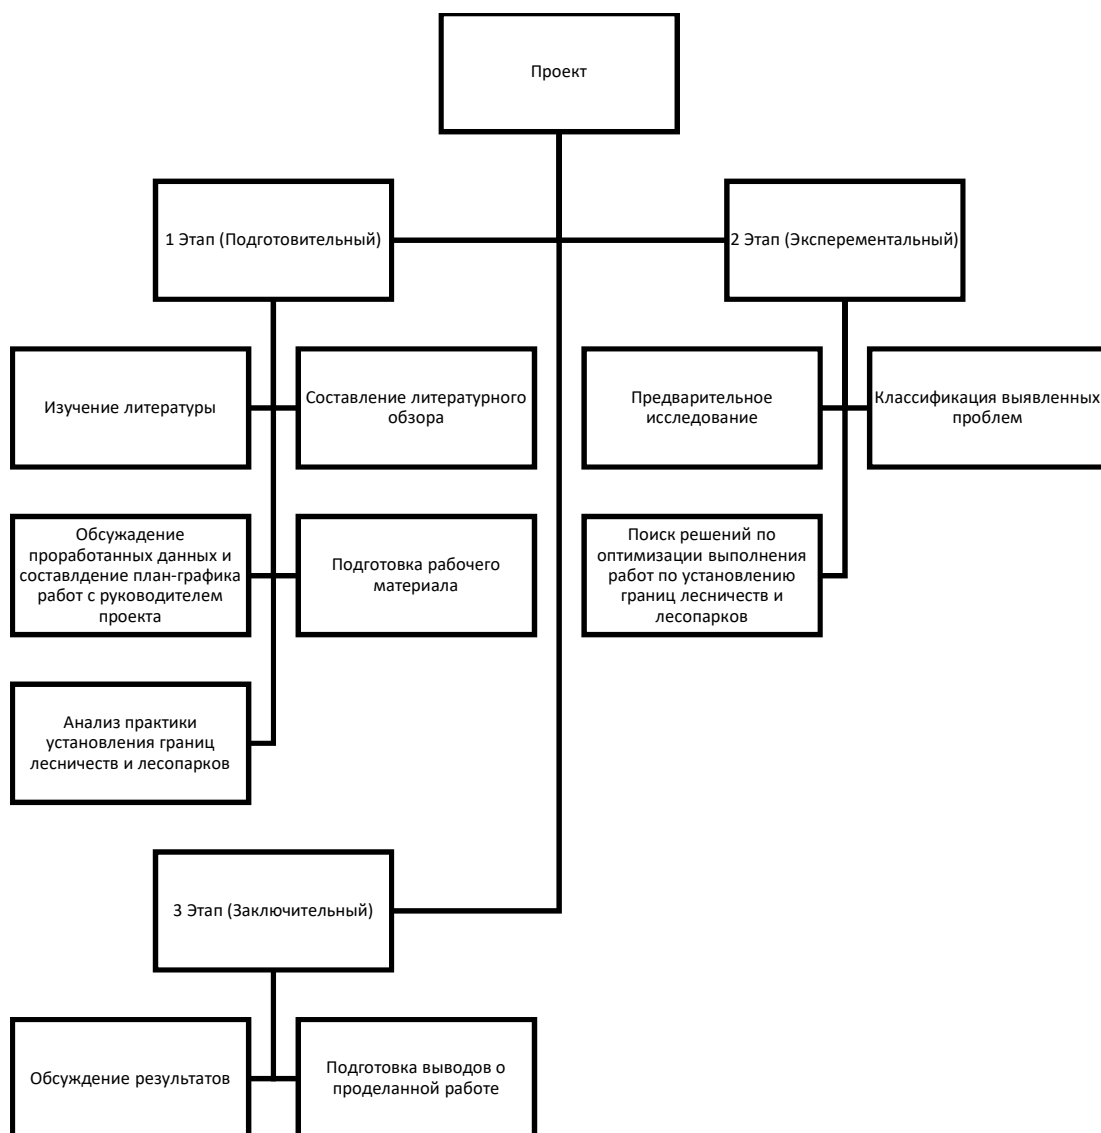 Проект
1 Этап (Подготовительный)
2 Этап (Эксперементальный)
Изучение литературы
Составление литературного
обзора
Предварительное
исследование
Классификация выявленных
проблем
Обсужадение
проработанных данных и
составлдение план-графика
работ с руководителем
проекта
Подготовка рабочего
материала
Поиск решений по
оптимизации выполнения
работ по установлению
границ лесничеств и
лесопарков
Анализ практики
установления границ
лесничеств и лесопарков
3 Этап (Заключительный)
Обсуждение результатов
Подготовка выводов о
проделанной работе